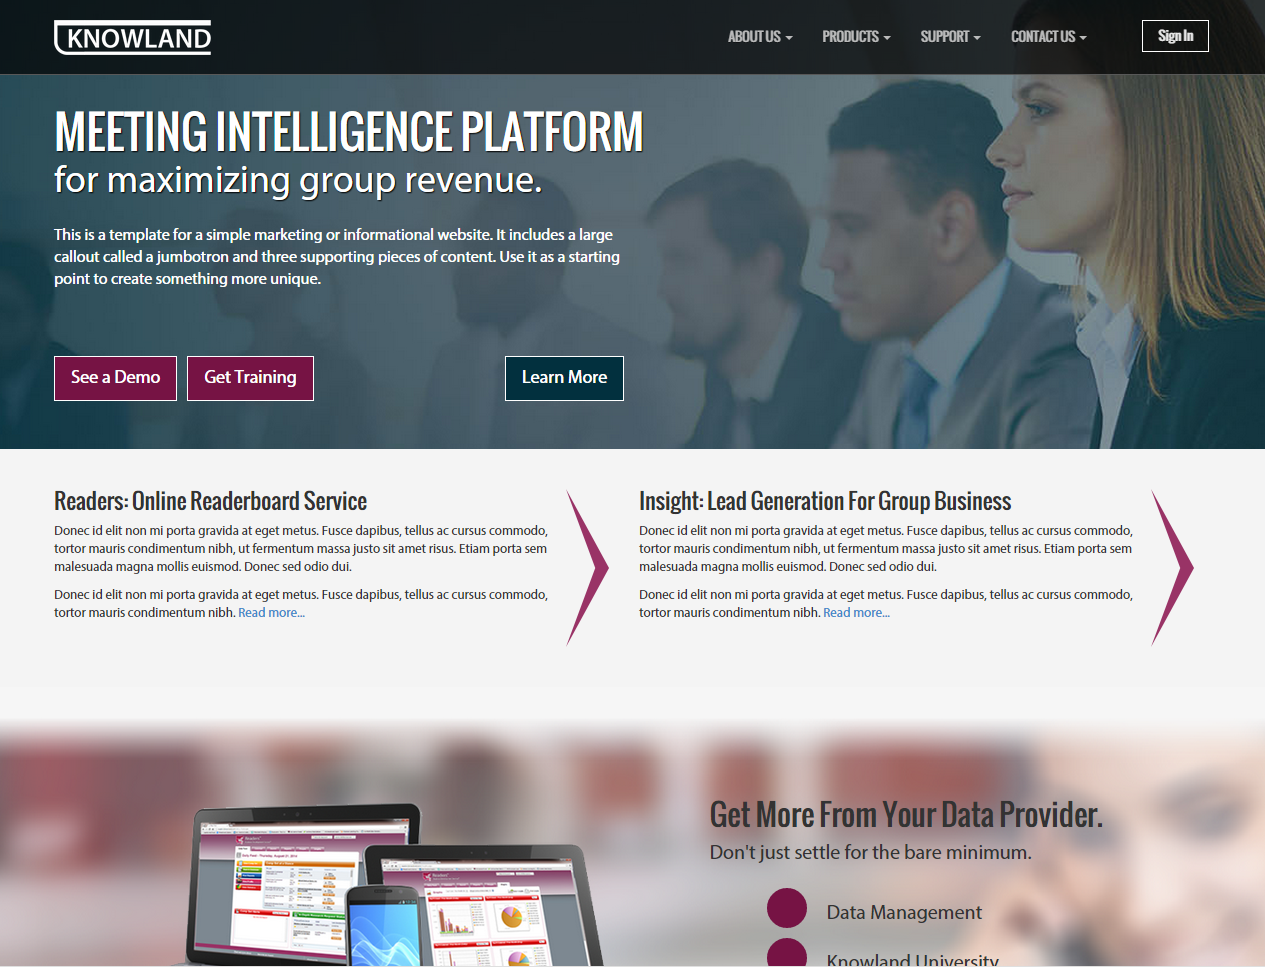 KNOWLAND
ABOUT US
PRODUCTS
SUPPORT
CONTACT US
Sign In
MEETING INTELLIGENCE PLATFORM
for maximizing group revenue.
This is a template for a simple marketing or informational website. It includes a large
callout called a jumbotron and three supporting pieces of content. Use it as a starting
point to create something more unique.
See a Demo
Get Training
Learn More
Readers: Online Readerboard Service
Donec id elit non mi porta gravida at eget metus. Fusce dapibus, tellus ac cursus commodo,
tortor mauris condimentum nibh, ut fermentum massa justo sit amet risus. Etiam porta sem
malesuada magna mollis euismod. Donec sed odio dui.
Donec id elit non mi porta gravida at eget metus. Fusce dapibus, tellus ac cursus commodo,
tortor mauris condimentum nibh. Read more...
Insight: Lead Generation For Group Business
Donec id elit non mi porta gravida at eget metus. Fusce dapibus, tellus ac cursus commodo,
tortor mauris condimentum nibh, ut fermentum massa justo sit amet risus. Etiam porta sem
malesuada magna mollis euismod. Donec sed odio dui.
Donec id elit non mi porta gravida at eget metus. Fusce dapibus, tellus ac cursus commodo,
tortor mauris condimentum nibh. Read more...
Get More From Your Data Provider.
Don't just settle for the bare minimum.
Data Management
Knowland University